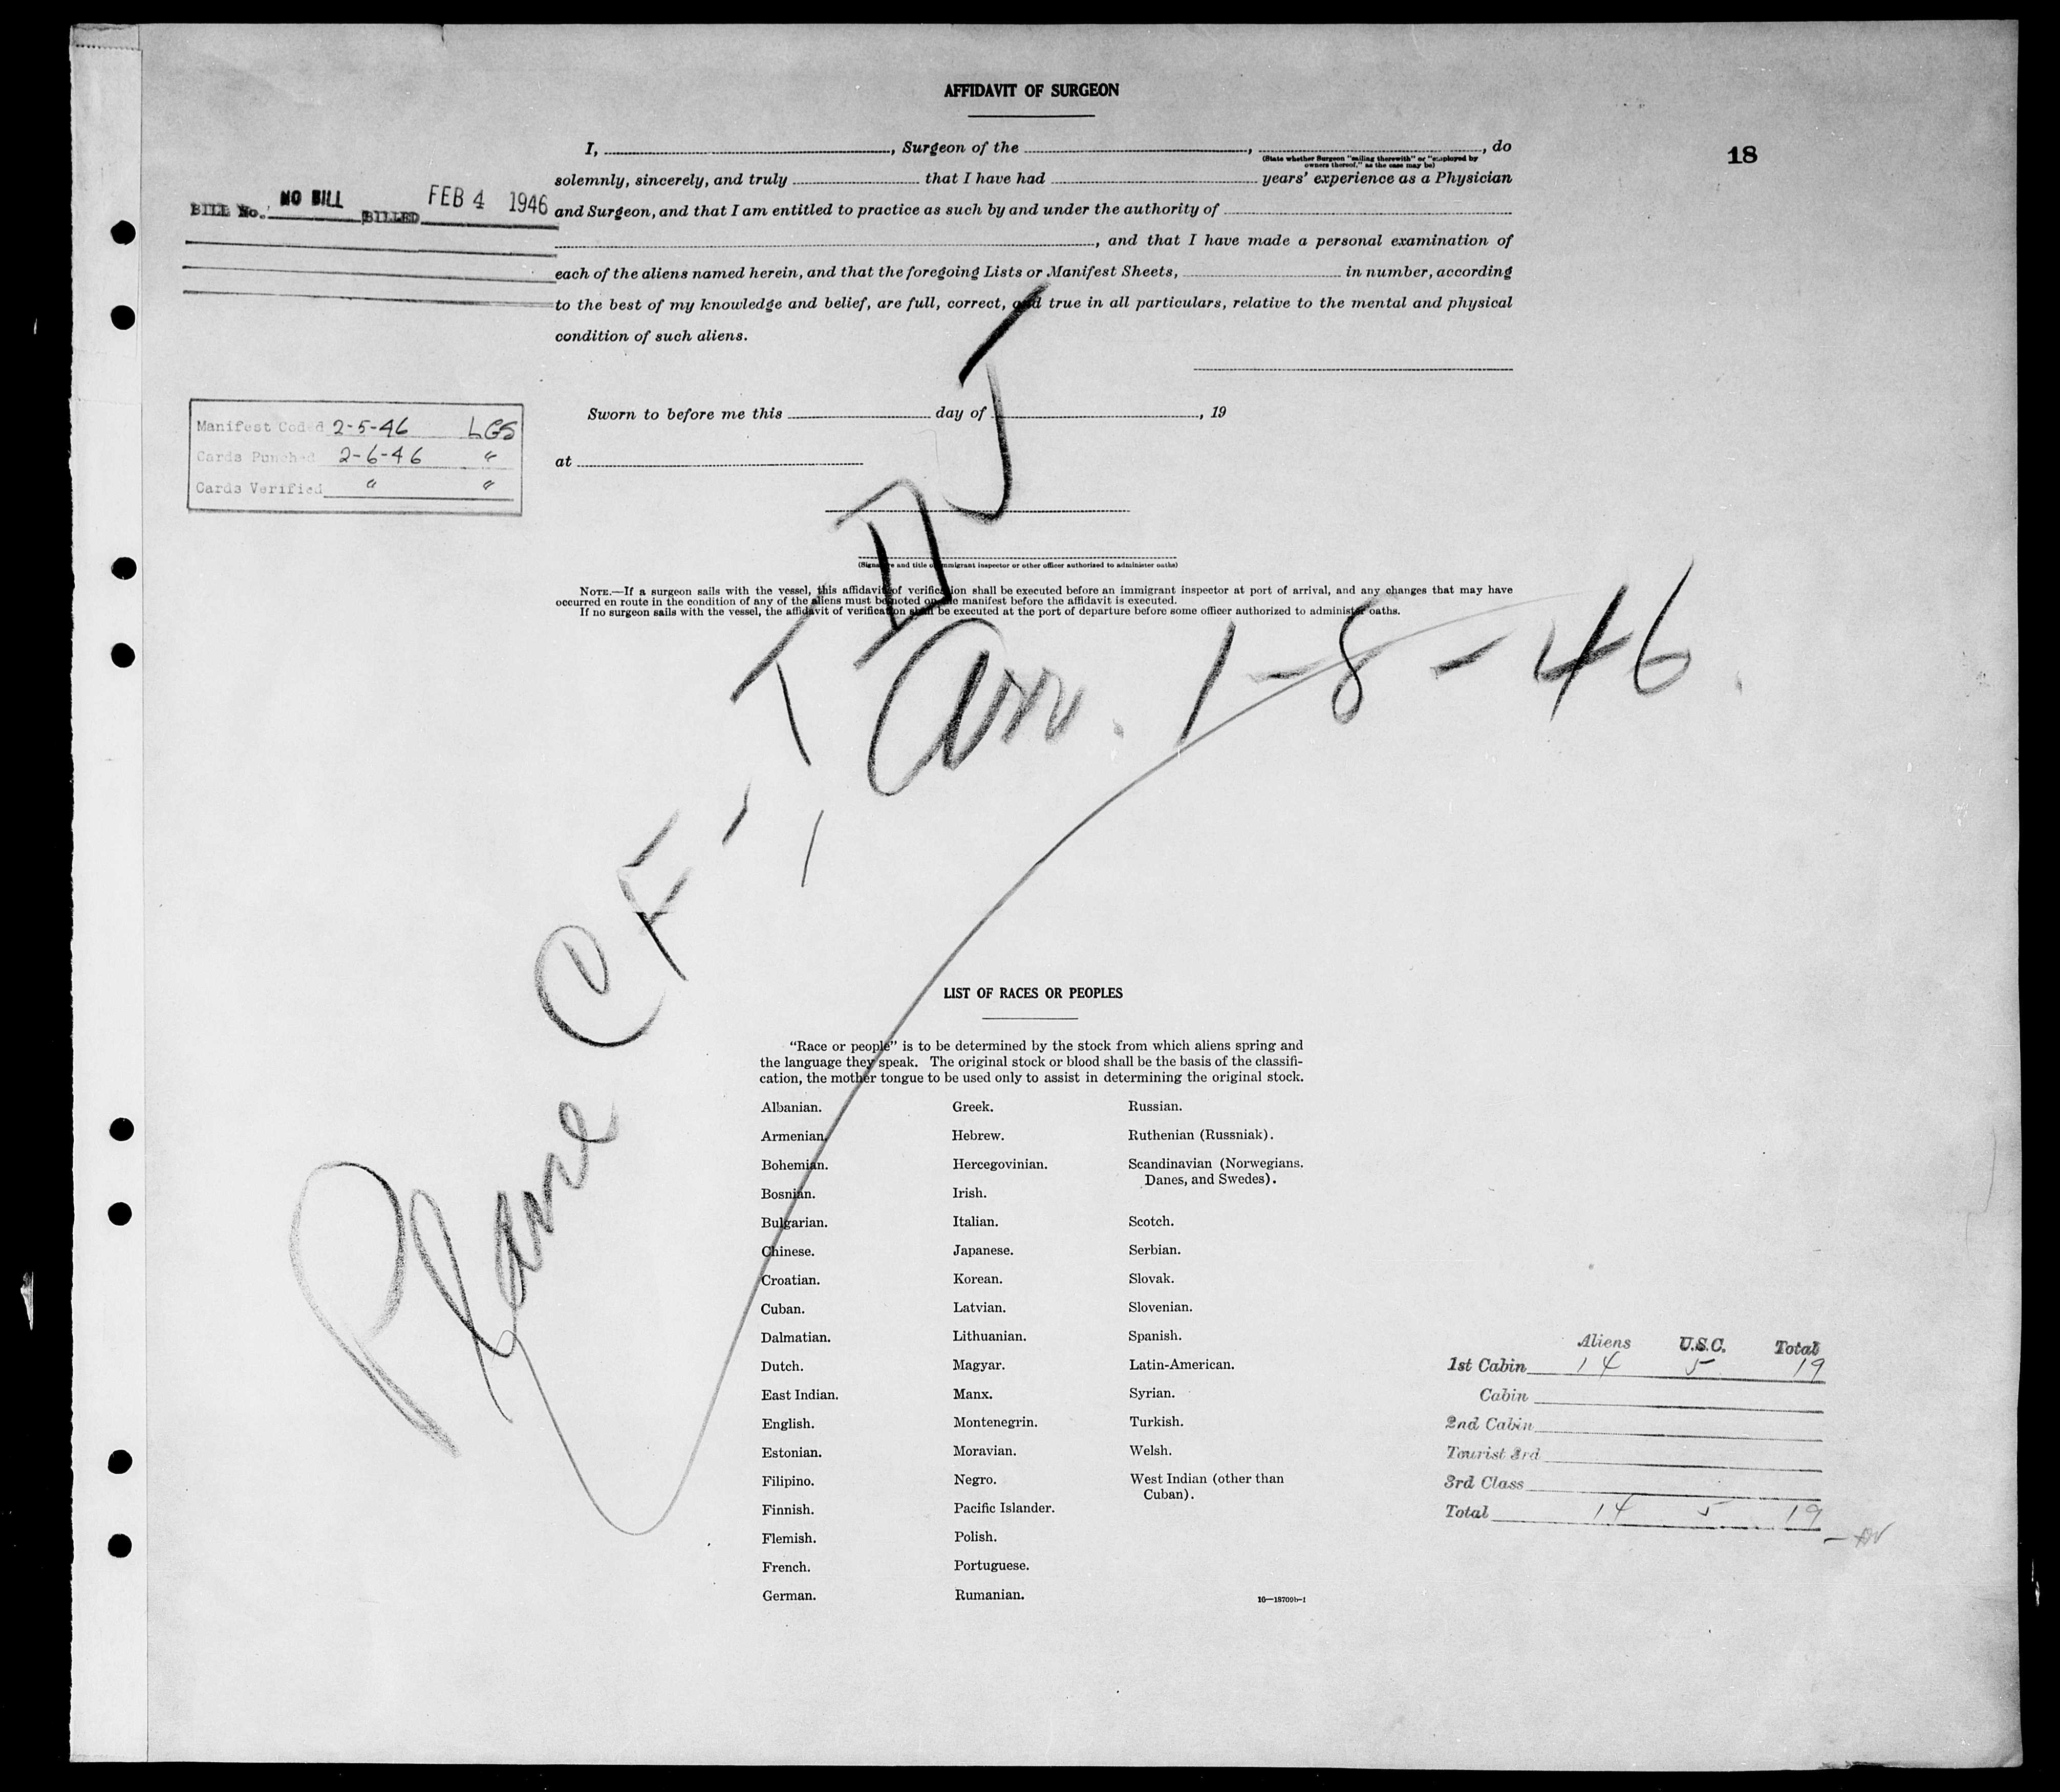 AFFIDAVIT OF SURGEON
18
I, , Surgeon of the , , do
(State whether Surgeon "sailing therewith" or "employed by
owners thereof," as the case may be)
solemnly, sincerely, and truly that I have had years' experience as a Physician
and Surgeon, and that I am entitled to practice as such by and under the authority of
, and that I have made a personal examination of
each of the aliens named herein, and that the foregoing Lists or Manifest Sheets, in number, according
to the best of my knowledge and belief, are full, correct, and true in all particulars, relative to the mental and physical
condition of such aliens.
BILL No. NO BILL BILLED FEB 4 1946
Manifest Coded 2-5-46 LGS
Cards Punched 2-6-46 "
Cards Verified " "
Sworn to before me this day of , 19
at
(Signature and title of immigrant inspector or other officer authorized to administer oaths)
NOTE.—If a surgeon sails with the vessel, this affidavit of verification shall be executed before an immigrant inspector at port of arrival, and any changes that may have
occurred en route in the condition of any of the aliens must be noted on the manifest before the affidavit is executed.
If no surgeon sails with the vessel, the affidavit of verification shall be executed at the port of departure before some officer authorized to administer oaths.
Plane CF-TDJ,
Arr. 1-8-46.
LIST OF RACES OR PEOPLES
"Race or people" is to be determined by the stock from which aliens spring and
the language they speak. The original stock or blood shall be the basis of the classifi-
cation, the mother tongue to be used only to assist in determining the original stock.
Albanian.
Armenian.
Bohemian.
Bosnian.
Bulgarian.
Chinese.
Croatian.
Cuban.
Dalmatian.
Dutch.
East Indian.
English.
Estonian.
Filipino.
Finnish.
Flemish.
French.
German.
Greek.
Hebrew.
Hercegovinian.
Irish.
Italian.
Japanese.
Korean.
Latvian.
Lithuanian.
Magyar.
Manx.
Montenegrin.
Moravian.
Negro.
Pacific Islander.
Polish.
Portuguese.
Rumanian.
Russian.
Ruthenian (Russniak).
Scandinavian (Norwegians,
Danes, and Swedes).
Scotch.
Serbian.
Slovak.
Slovenian.
Spanish.
Latin-American.
Syrian.
Turkish.
Welsh.
West Indian (other than
Cuban).
16—18709b-1
Aliens U.S.C. Total
1st Cabin 14 5 19
Cabin
2nd Cabin
Tourist 3rd
3rd Class
Total 14 5 19